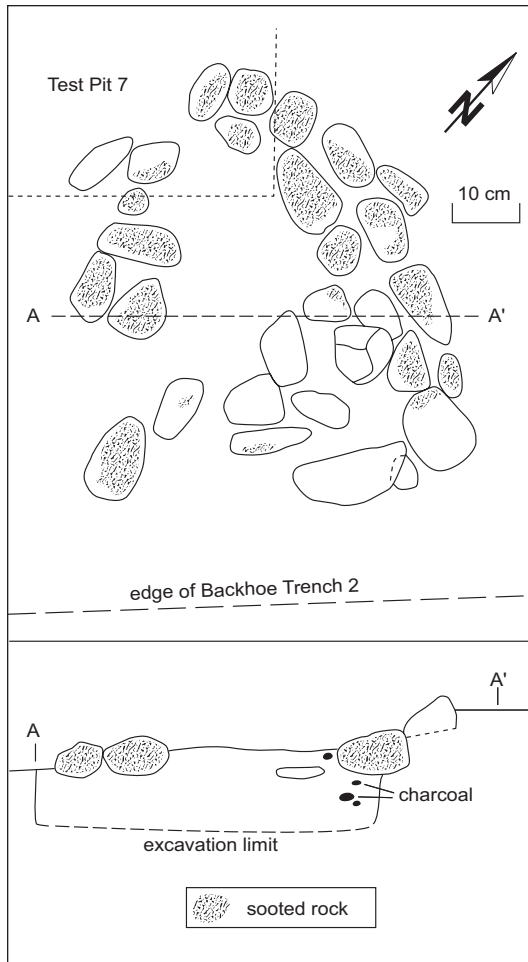 Test Pit 7
N
10 cm
A
A'
edge of Backhoe Trench 2
A'
A
charcoal
excavation limit
sooted rock